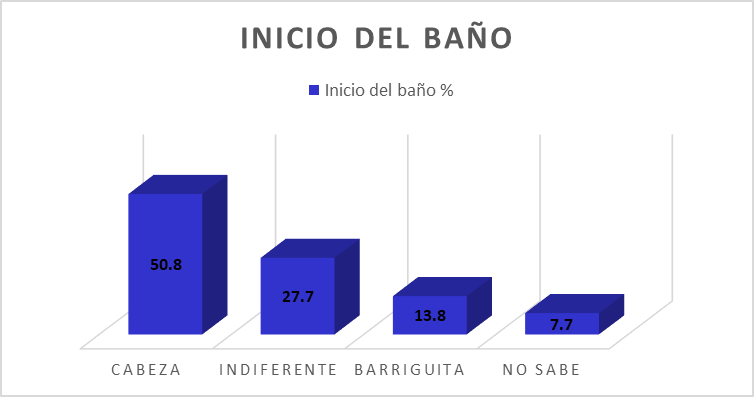 INICIO DEL BAÑO
Inicio del baño %
50.8
27.7
13.8
7.7
CABEZA INDIFERENTE BARRIGUITA NO SABE